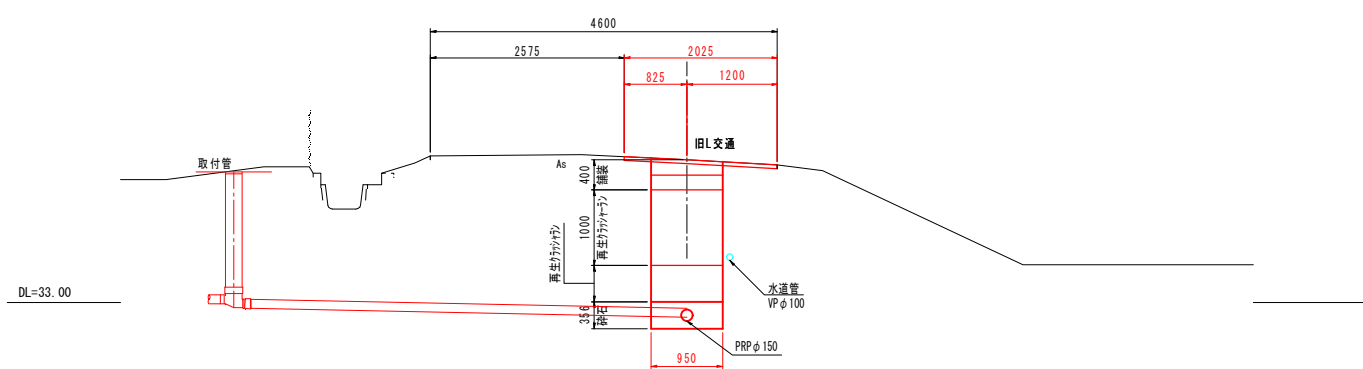 4600
2575
2025
825
1200
旧L交通
取付管
As
400
舗装
1000
再生クラッシャーラン
再生クラッシャラン
水道管
VPφ100
DL=33.00
356
砕石
PRPφ150
950